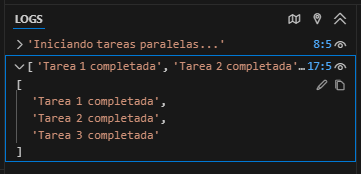 LOGS
'Iniciando tareas paralelas...' 8:5
[ 'Tarea 1 completada', 'Tarea 2 completada'... 17:5
[
'Tarea 1 completada',
'Tarea 2 completada',
'Tarea 3 completada'
]